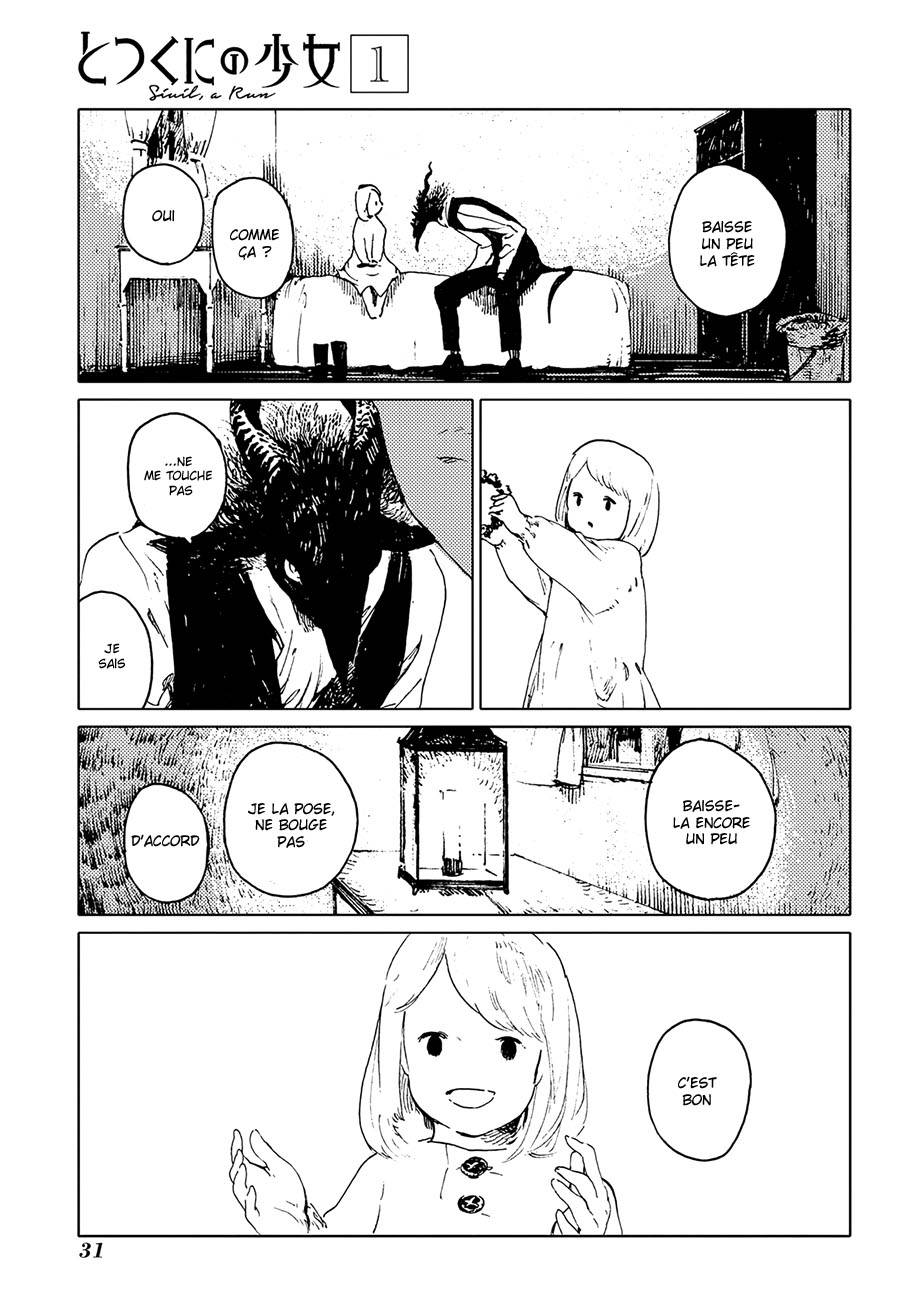 とつくにの少女
1
Siúil, a Run
BAISSE
UN PEU
LA TÊTE
COMME
ÇA ?
OUI
...NE
ME TOUCHE
PAS
JE
SAIS
BAISSE-
LA ENCORE
UN PEU
JE LA POSE,
NE BOUGE
PAS
D'ACCORD
C'EST
BON
31